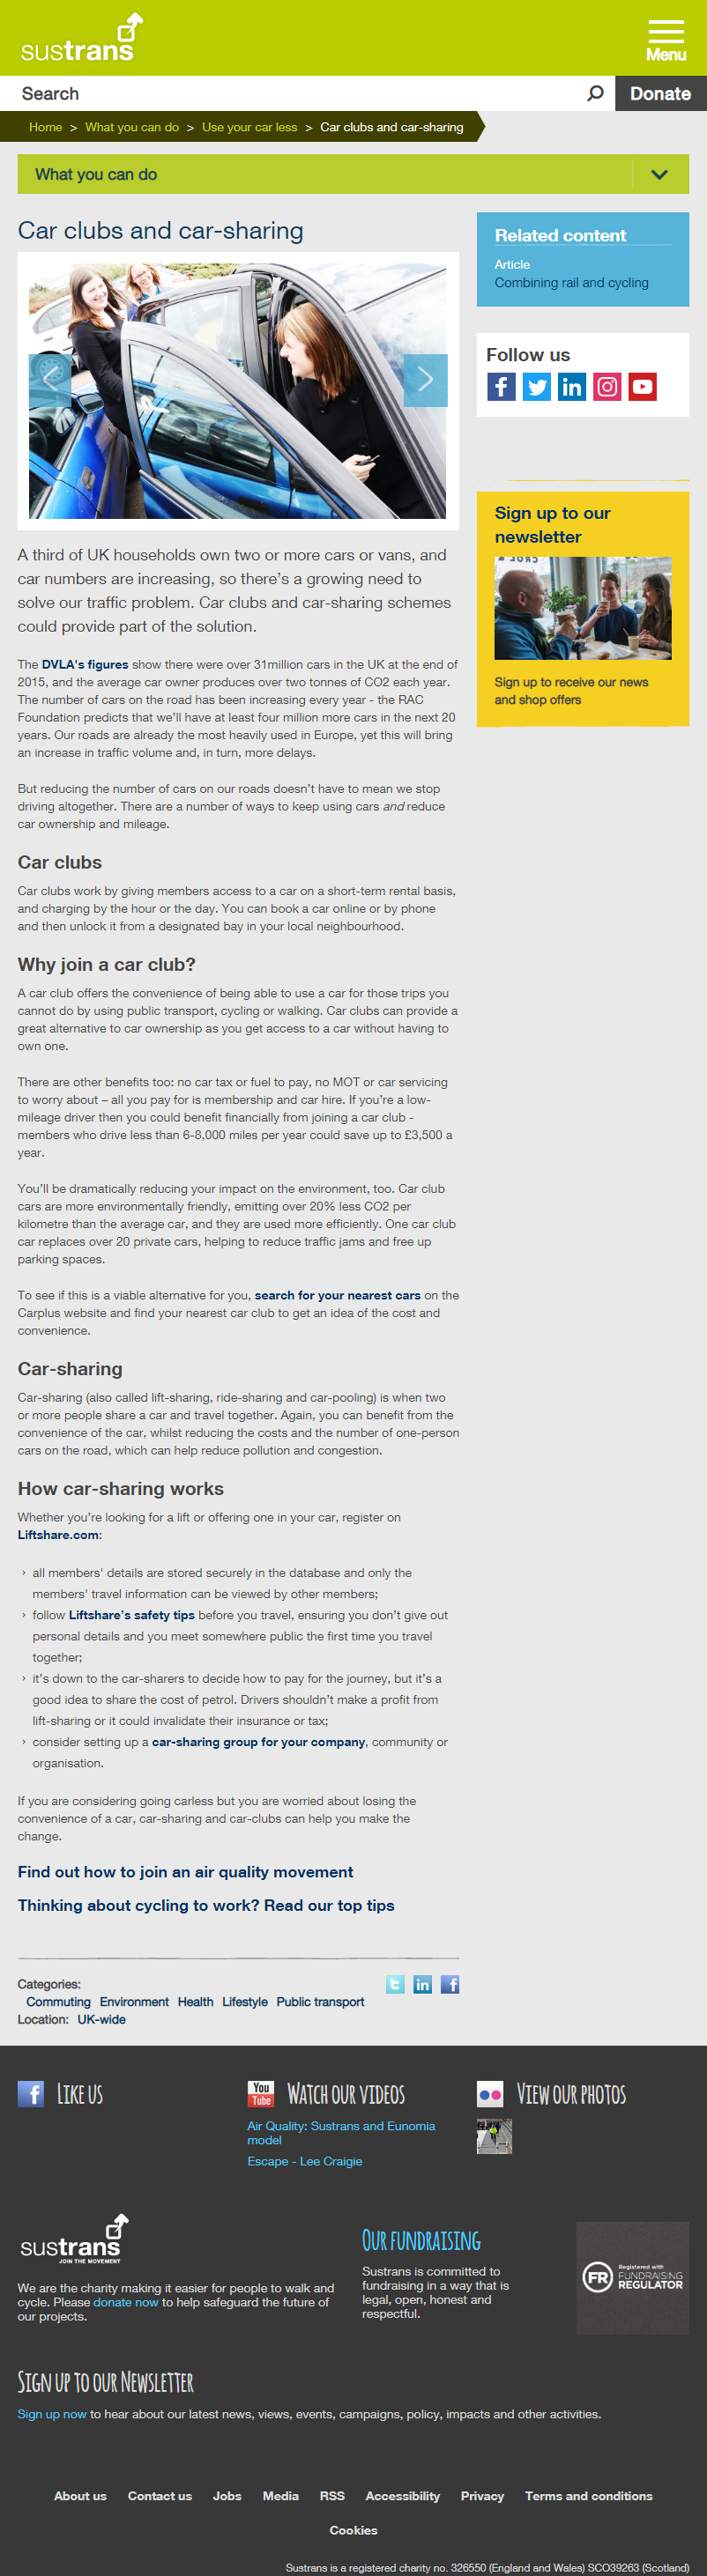 sustrans
Menu
Search
Donate
Home > What you can do > Use your car less > Car clubs and car-sharing
What you can do
Car clubs and car-sharing
Related content
Article
Combining rail and cycling
Follow us
Sign up to our
newsletter
Sign up to receive our news
and shop offers
A third of UK households own two or more cars or vans, and
car numbers are increasing, so there’s a growing need to
solve our traffic problem. Car clubs and car-sharing schemes
could provide part of the solution.
The DVLA's figures show there were over 31million cars in the UK at the end of
2015, and the average car owner produces over two tonnes of CO2 each year.
The number of cars on the road has been increasing every year - the RAC
Foundation predicts that we’ll have at least four million more cars in the next 20
years. Our roads are already the most heavily used in Europe, yet this will bring
an increase in traffic volume and, in turn, more delays.
But reducing the number of cars on our roads doesn’t have to mean we stop
driving altogether. There are a number of ways to keep using cars and reduce
car ownership and mileage.
Car clubs
Car clubs work by giving members access to a car on a short-term rental basis,
and charging by the hour or the day. You can book a car online or by phone
and then unlock it from a designated bay in your local neighbourhood.
Why join a car club?
A car club offers the convenience of being able to use a car for those trips you
cannot do by using public transport, cycling or walking. Car clubs can provide a
great alternative to car ownership as you get access to a car without having to
own one.
There are other benefits too: no car tax or fuel to pay, no MOT or car servicing
to worry about – all you pay for is membership and car hire. If you’re a low-
mileage driver then you could benefit financially from joining a car club -
members who drive less than 6-8,000 miles per year could save up to £3,500 a
year.
You’ll be dramatically reducing your impact on the environment, too. Car club
cars are more environmentally friendly, emitting over 20% less CO2 per
kilometre than the average car, and they are used more efficiently. One car club
car replaces over 20 private cars, helping to reduce traffic jams and free up
parking spaces.
To see if this is a viable alternative for you, search for your nearest cars on the
Carplus website and find your nearest car club to get an idea of the cost and
convenience.
Car-sharing
Car-sharing (also called lift-sharing, ride-sharing and car-pooling) is when two
or more people share a car and travel together. Again, you can benefit from the
convenience of the car, whilst reducing the costs and the number of one-person
cars on the road, which can help reduce pollution and congestion.
How car-sharing works
Whether you’re looking for a lift or offering one in your car, register on
Liftshare.com:
› all members' details are stored securely in the database and only the
members' travel information can be viewed by other members;
› follow Liftshare’s safety tips before you travel, ensuring you don’t give out
personal details and you meet somewhere public the first time you travel
together;
› it’s down to the car-sharers to decide how to pay for the journey, but it’s a
good idea to share the cost of petrol. Drivers shouldn’t make a profit from
lift-sharing or it could invalidate their insurance or tax;
› consider setting up a car-sharing group for your company, community or
organisation.
If you are considering going carless but you are worried about losing the
convenience of a car, car-sharing and car-clubs can help you make the
change.
Find out how to join an air quality movement
Thinking about cycling to work? Read our top tips
Categories:
Commuting Environment Health Lifestyle Public transport
Location: UK-wide
Like us
You Tube Watch our videos
Air Quality: Sustrans and Eunomia
model
Escape - Lee Craigie
View our photos
sustrans
JOIN THE MOVEMENT
We are the charity making it easier for people to walk and
cycle. Please donate now to help safeguard the future of
our projects.
Our fundraising
Sustrans is committed to
fundraising in a way that is
legal, open, honest and
respectful.
FR Registered with
FUNDRAISING
REGULATOR
Sign up to our Newsletter
Sign up now to hear about our latest news, views, events, campaigns, policy, impacts and other activities.
About us Contact us Jobs Media RSS Accessibility Privacy Terms and conditions
Cookies
Sustrans is a registered charity no. 326550 (England and Wales) SCO39263 (Scotland)